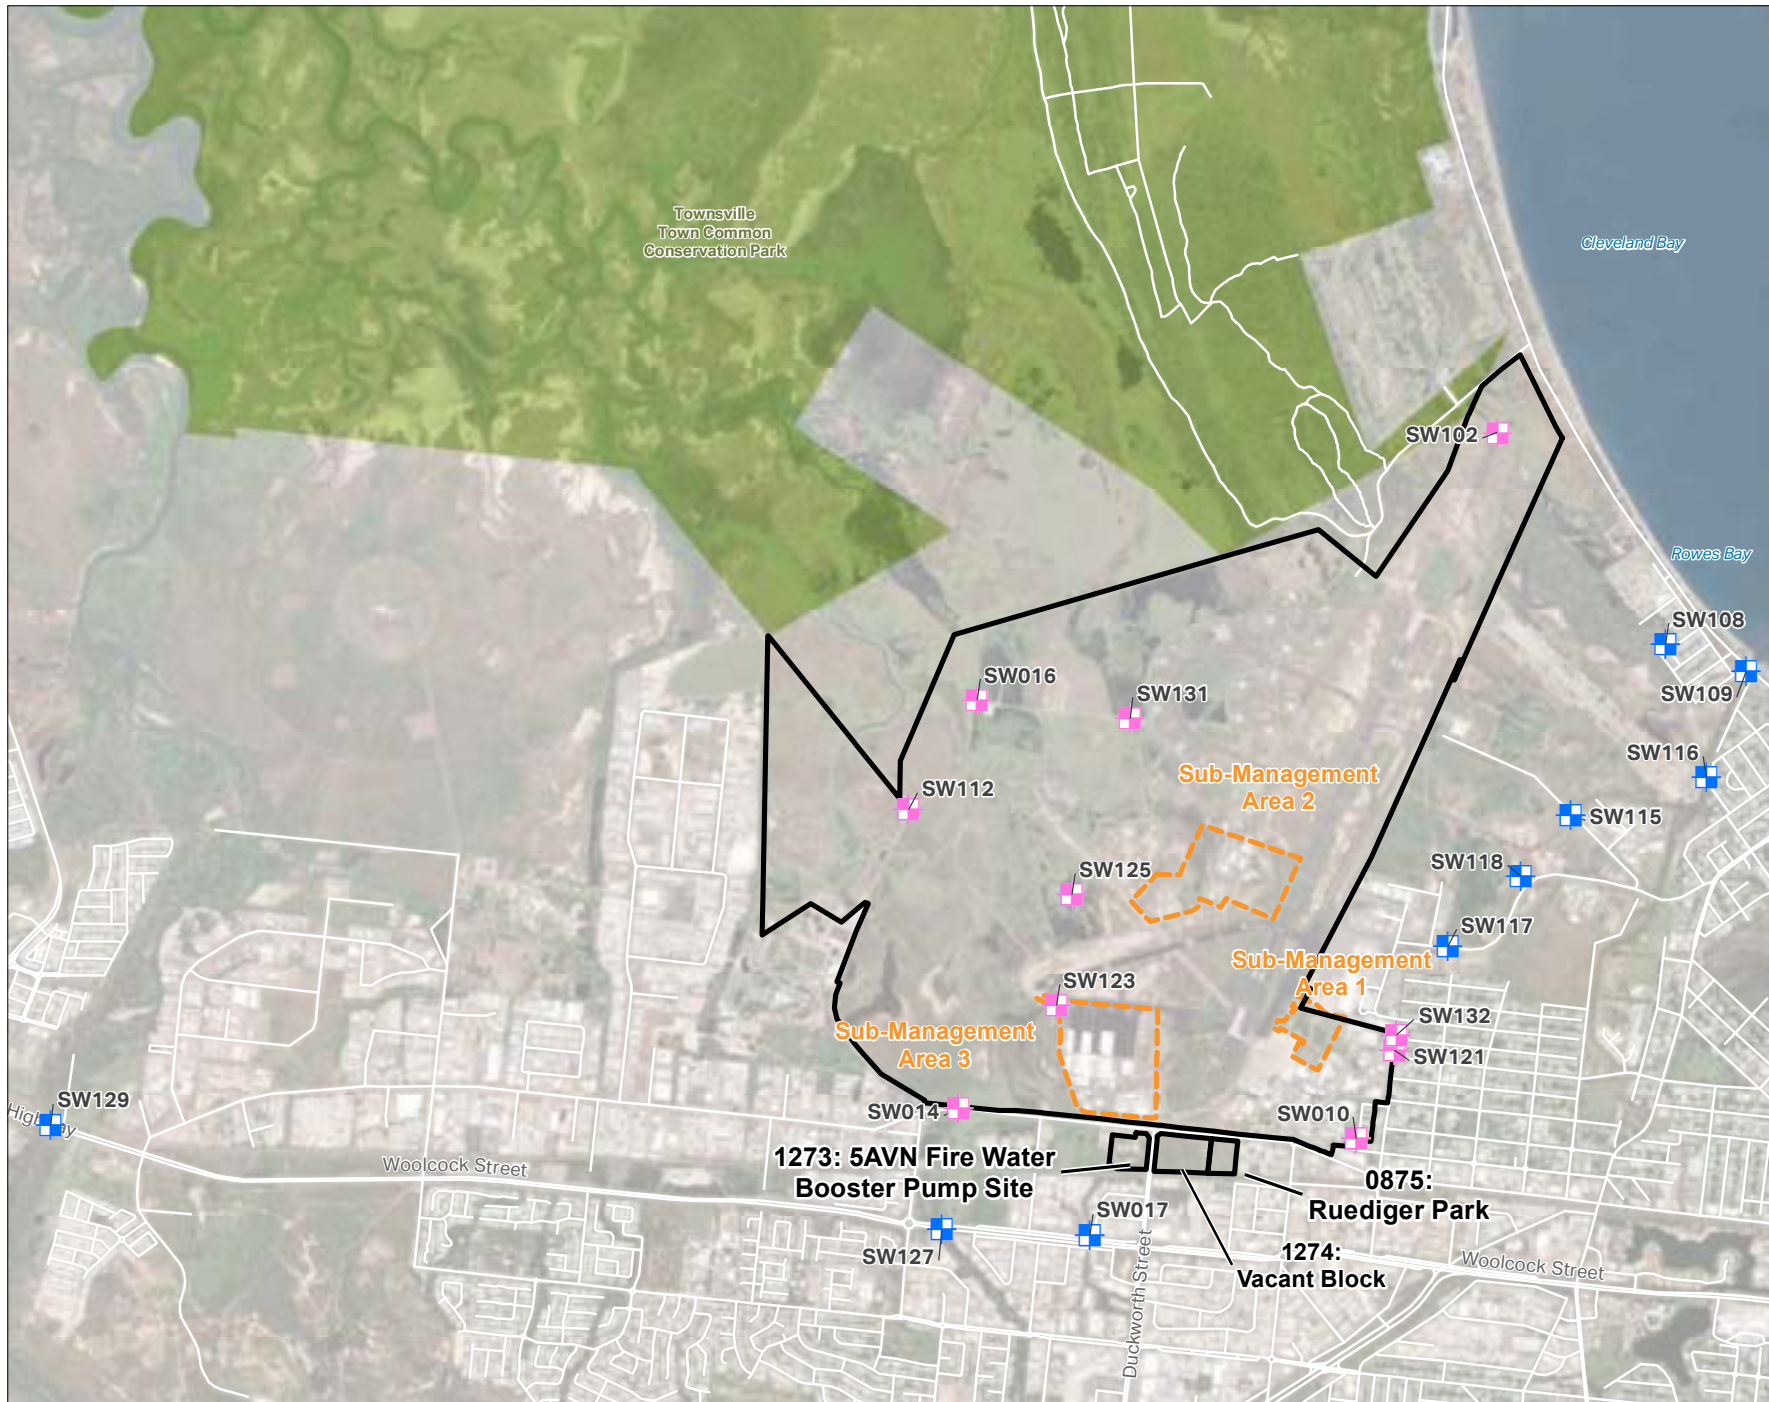 Townsville
Town Common
Conservation Park
Cleveland Bay
SW102
Rowes Bay
SW108
SW109
SW016
SW131
SW116
Sub-Management
Area 2
SW112
SW115
SW118
SW125
SW117
Sub-Management
Area 1
SW123
SW132
Sub-Management
Area 3
SW121
SW129
SW014
SW010
Woolcock Street
1273: 5AVN Fire Water
Booster Pump Site
0875:
Ruediger Park
SW017
SW127
1274:
Vacant Block
Woolcock Street
Duckworth Street